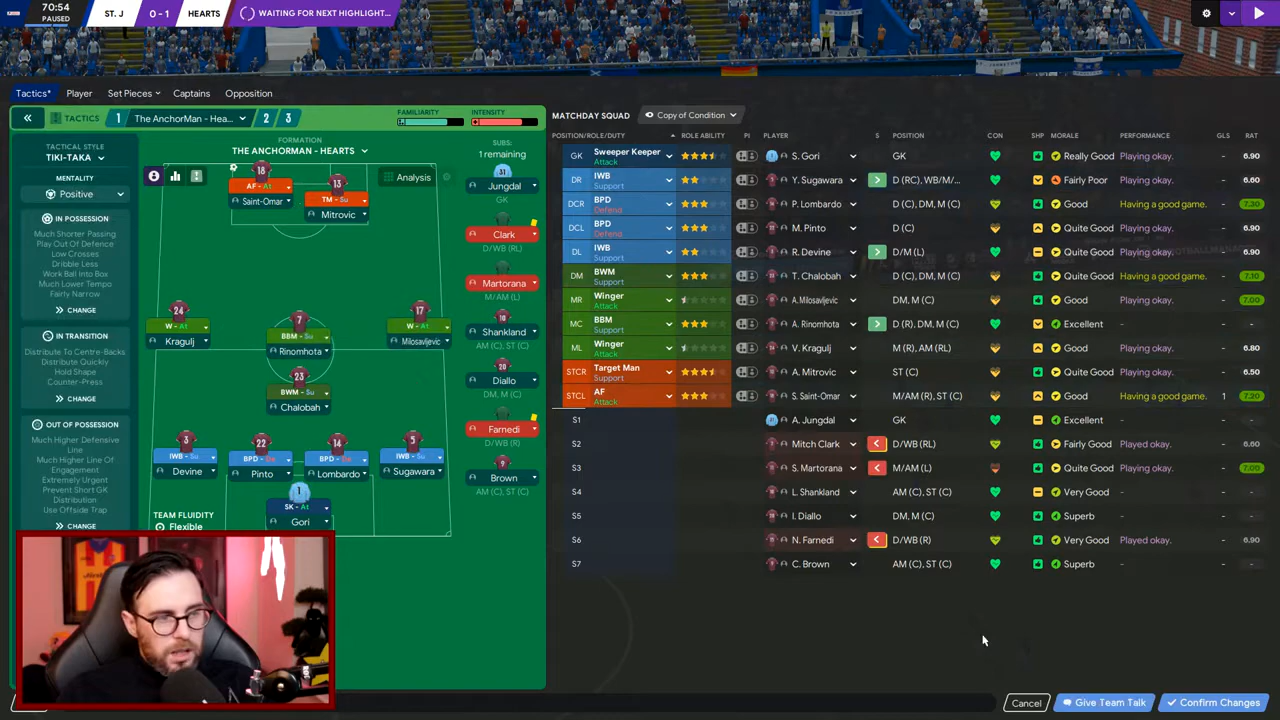 70:54
PAUSED
ST. J
0 - 1
HEARTS
WAITING FOR NEXT HIGHLIGHT...
Tactics*
Player
Set Pieces
Captains
Opposition
TACTICS
1
The AnchorMan - Hea...
2
3
FAMILIARITY
INTENSITY
TACTICAL STYLE
TIKI-TAKA
MENTALITY
Positive
IN POSSESSION
Much Shorter Passing
Play Out Of Defence
Low Crosses
Dribble Less
Work Ball Into Box
Much Lower Tempo
Fairly Narrow
CHANGE
IN TRANSITION
Distribute To Centre-Backs
Distribute Quickly
Hold Shape
Counter-Press
CHANGE
OUT OF POSSESSION
Much Higher Defensive
Line
Much Higher Line Of
Engagement
Extremely Urgent
Prevent Short GK
Distribution
Use Offside Trap
CHANGE
FORMATION
THE ANCHORMAN - HEARTS
Analysis
18
AF - At
Saint-Omar
13
TM - Su
Mitrovic
24
W - At
Kragulj
7
BBM - Su
Rinomhota
17
W - At
Milosavljevic
23
BWM - Su
Chalobah
3
IWB - Su
Devine
22
BPD - De
Pinto
14
BPD - De
Lombardo
5
IWB - Su
Sugawara
1
SK - At
Gori
TEAM FLUIDITY
Flexible
SUBS:
1 remaining
31
Jungdal
GK
Clark
D/WB (RL)
Martorana
M/AM (L)
Shankland
AM (C), ST (C)
20
Diallo
DM, M (C)
Farnedi
D/WB (R)
9
Brown
AM (C), ST (C)
MATCHDAY SQUAD
Copy of Condition
POSITION/ROLE/DUTY
ROLE ABILITY
PI
PLAYER
S
POSITION
CON
SHP
MORALE
PERFORMANCE
GLS
RAT
GK Sweeper Keeper Attack S. Gori GK Really Good Playing okay. - 6.90
DR IWB Support Y. Sugawara D (RC), WB/M/... Fairly Poor Playing okay. - 6.60
DCR BPD Defend P. Lombardo D (C), DM, M (C) Quite Good Having a good game. - 7.30
DCL BPD Defend M. Pinto D (C) Quite Good Playing okay. - 6.90
DL IWB Support R. Devine D/M (L) Quite Good Playing okay. - 6.90
DM BWM Support T. Chalobah D (C), DM, M (C) Quite Good Having a good game. - 7.10
MR Winger Attack A. Milosavljevic DM, M (C) Good Playing okay. - 7.00
MC BBM Support A. Rinomhota D (R), DM, M (C) Excellent - -
ML Winger Attack V. Kragulj M (R), AM (RL) Good Playing okay. - 6.80
STCR Target Man Support A. Mitrovic ST (C) Quite Good Playing okay. - 6.50
STCL AF Attack S. Saint-Omar M/AM (R), ST (C) Good Having a good game. 1 7.20
S1 A. Jungdal GK Excellent - - -
S2 Mitch Clark D/WB (RL) Fairly Good Played okay. - 6.60
S3 S. Martorana M/AM (L) Quite Good Played okay. - 7.00
S4 L. Shankland AM (C), ST (C) Very Good - - -
S5 I. Diallo DM, M (C) Superb - - -
S6 N. Farnedi D/WB (R) Very Good Played okay. - 6.90
S7 C. Brown AM (C), ST (C) Superb - - -
Cancel
Give Team Talk
Confirm Changes